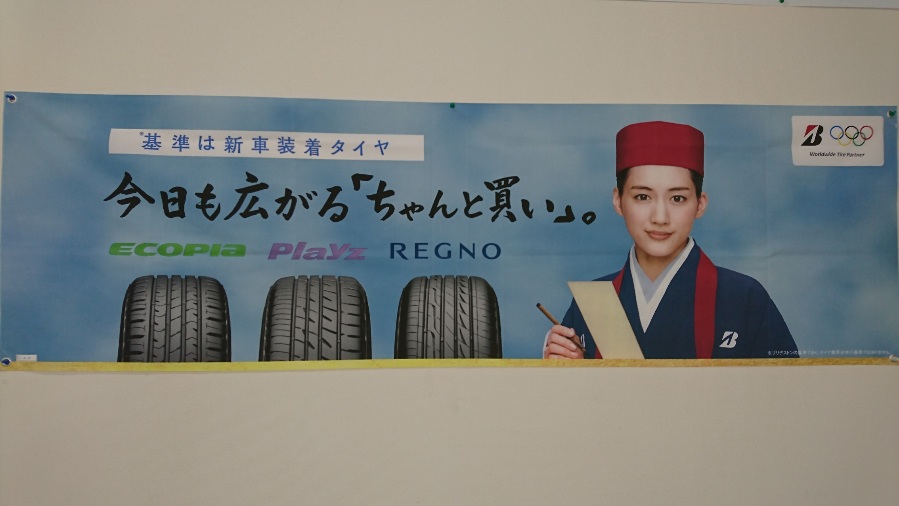 ※基準は新車装着タイヤ
今日も広がる「ちゃんと買い」。
ECOPIA Playz REGNO
B
Worldwide Tire Partner
B